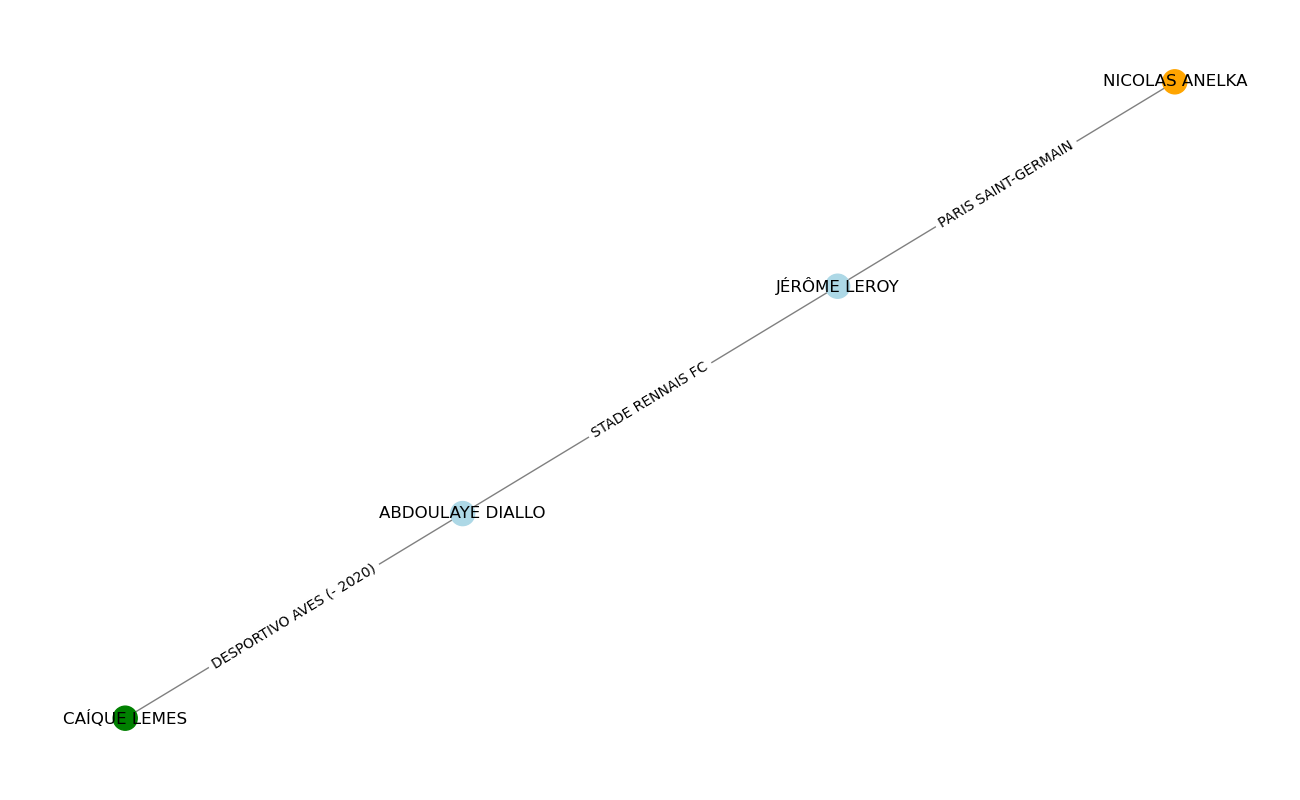 NICOLAS ANELKA
PARIS SAINT-GERMAIN
JÉRÔME LEROY
STADE RENNAIS FC
ABDOULAYE DIALLO
DESPORTIVO AVES (- 2020)
CAÍQUE LEMES